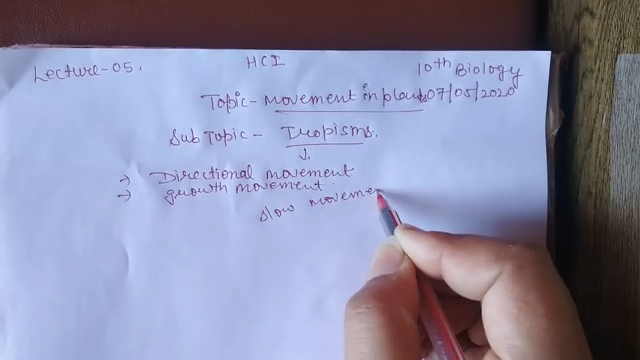 HCI
Lecture-05.
10th Biology
Topic- Movement in plants 07/05/2020
Sub Topic - Tropisms.
→ Directional movement
→ growth movement.
slow moveme